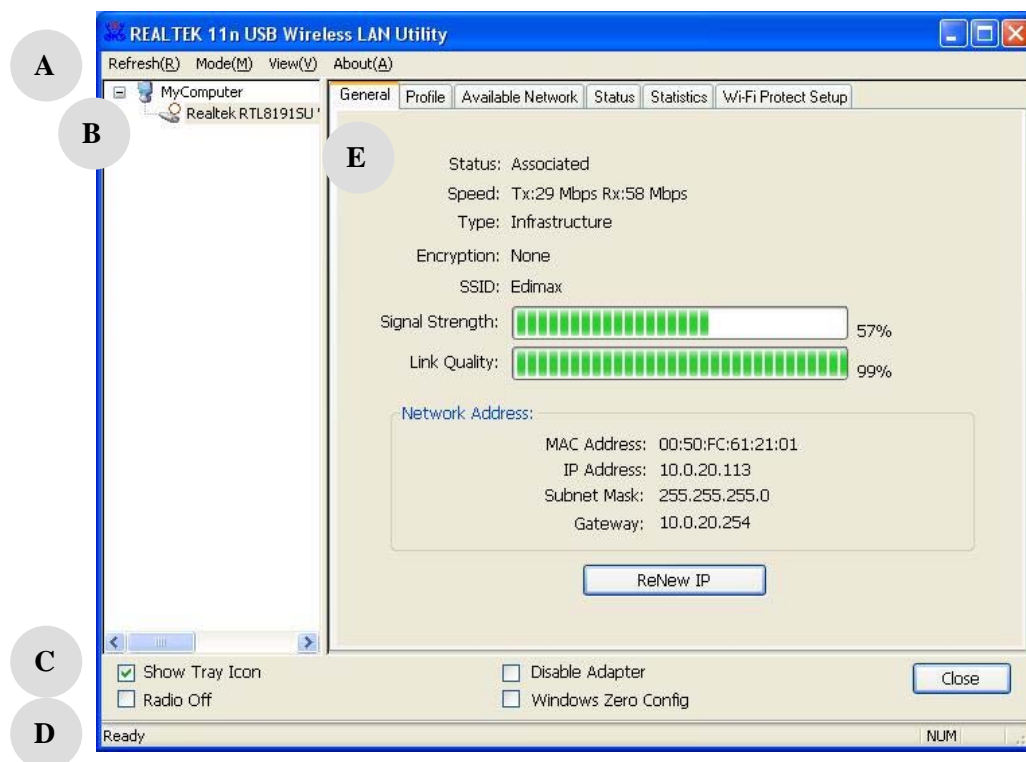 REALTEK 11n USB Wireless LAN Utility
A
Refresh(R) Mode(M) View(V) About(A)
MyComputer
Realtek RTL8191SU
B
General Profile Available Network Status Statistics Wi-Fi Protect Setup
E
Status: Associated
Speed: Tx:29 Mbps Rx:58 Mbps
Type: Infrastructure
Encryption: None
SSID: Edimax
Signal Strength: 57%
Link Quality: 99%
Network Address:
MAC Address: 00:50:FC:61:21:01
IP Address: 10.0.20.113
Subnet Mask: 255.255.255.0
Gateway: 10.0.20.254
ReNew IP
C
Show Tray Icon Disable Adapter
Radio Off Windows Zero Config
Close
D
Ready NUM